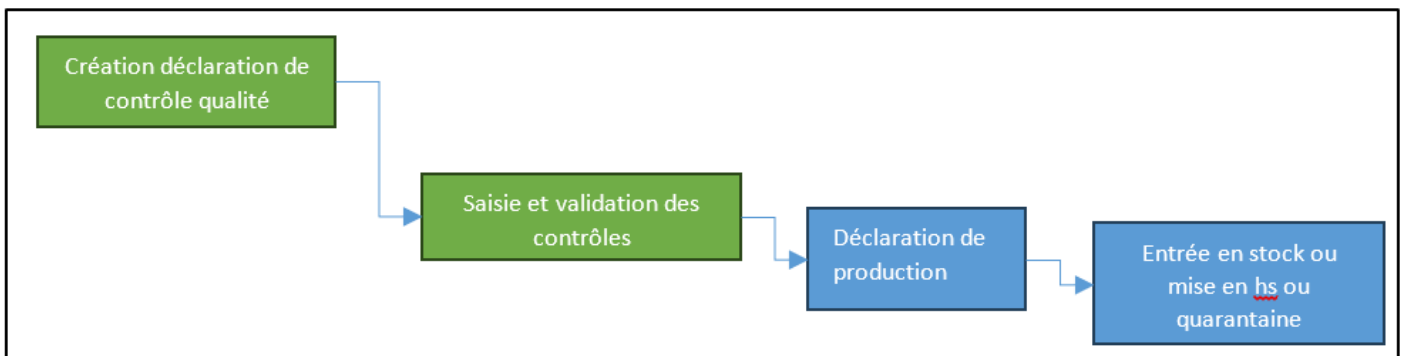 Création déclaration de
contrôle qualité
Saisie et validation des
contrôles
Déclaration de
production
Entrée en stock ou
mise en hs ou
quarantaine